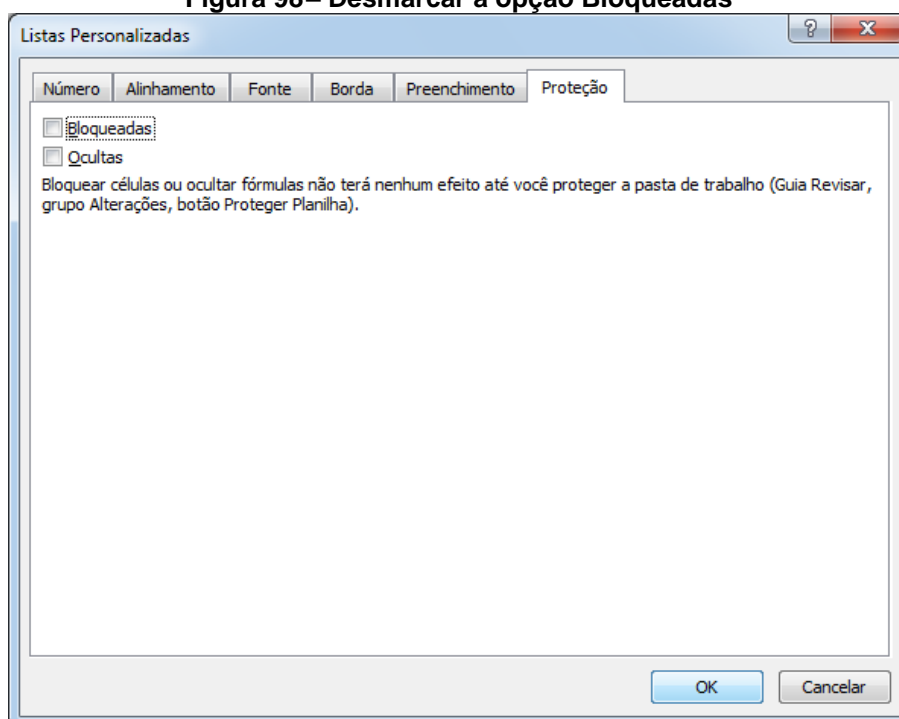 Figura 98– Desmarcar a opção Bloqueadas
Listas Personalizadas
Número Alinhamento Fonte Borda Preenchimento Proteção
Bloqueadas
Ocultas
Bloquear células ou ocultar fórmulas não terá nenhum efeito até você proteger a pasta de trabalho (Guia Revisar,
grupo Alterações, botão Proteger Planilha).
OK Cancelar